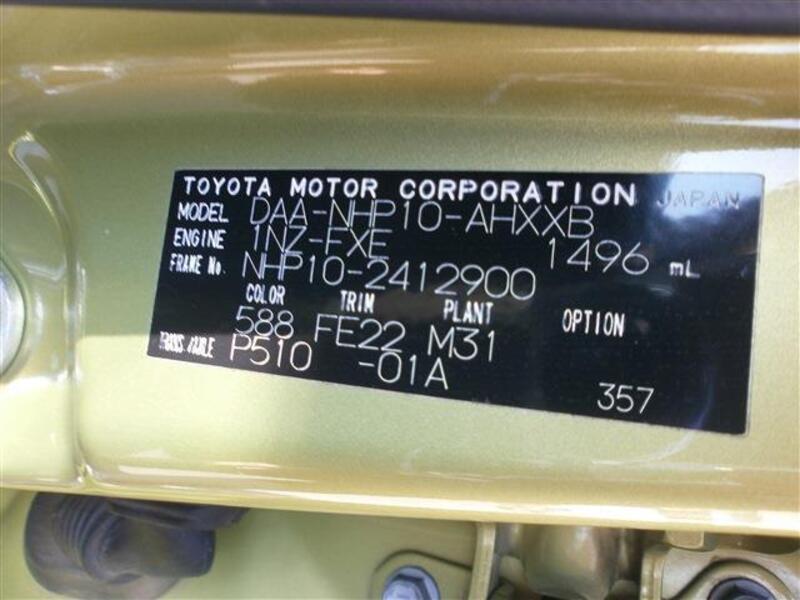 TOYOTA MOTOR CORPORATION JAPAN
MODEL DAA-NHP10-AHXXB
ENGINE 1NZ-FXE 1496 mL
FRAME No. NHP10-2412900
COLOR TRIM PLANT OPTION
588 FE22 M31
TRANS./AXLE P510 -01A
357